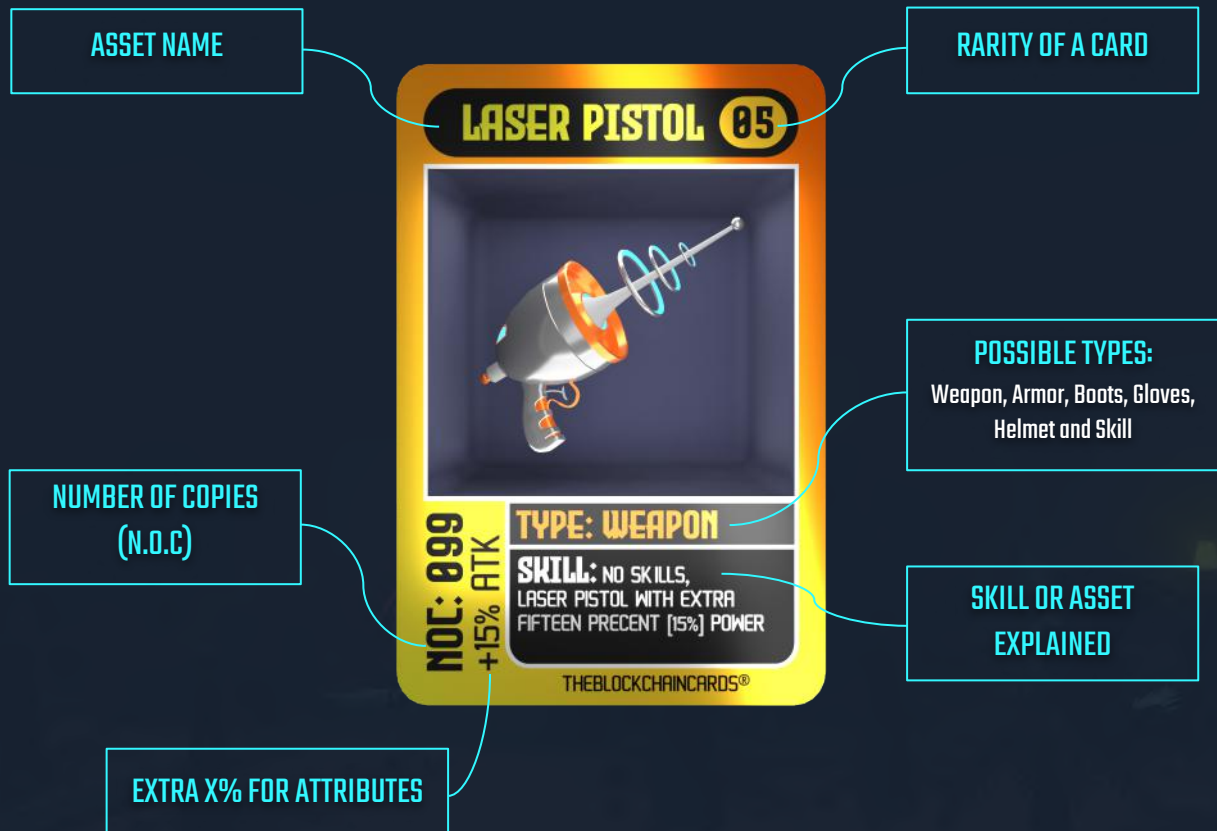 ASSET NAME
RARITY OF A CARD
LASER PISTOL 05
POSSIBLE TYPES:
Weapon, Armor, Boots, Gloves,
Helmet and Skill
NUMBER OF COPIES
(N.O.C)
NOC: 099
+15% ATK
TYPE: WEAPON
SKILL: NO SKILLS,
LASER PISTOL WITH EXTRA
FIFTEEN PRECENT [15%] POWER
SKILL OR ASSET
EXPLAINED
THEBLOCKCHAINCARDS®
EXTRA X% FOR ATTRIBUTES